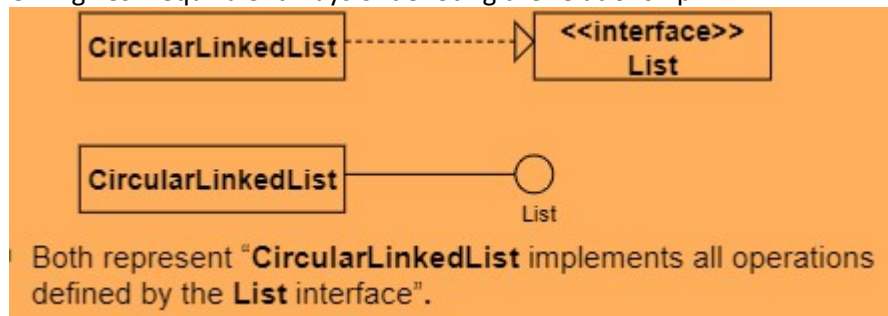 CircularLinkedList
<<interface>>
List
CircularLinkedList
List
Both represent “CircularLinkedList implements all operations
defined by the List interface”.